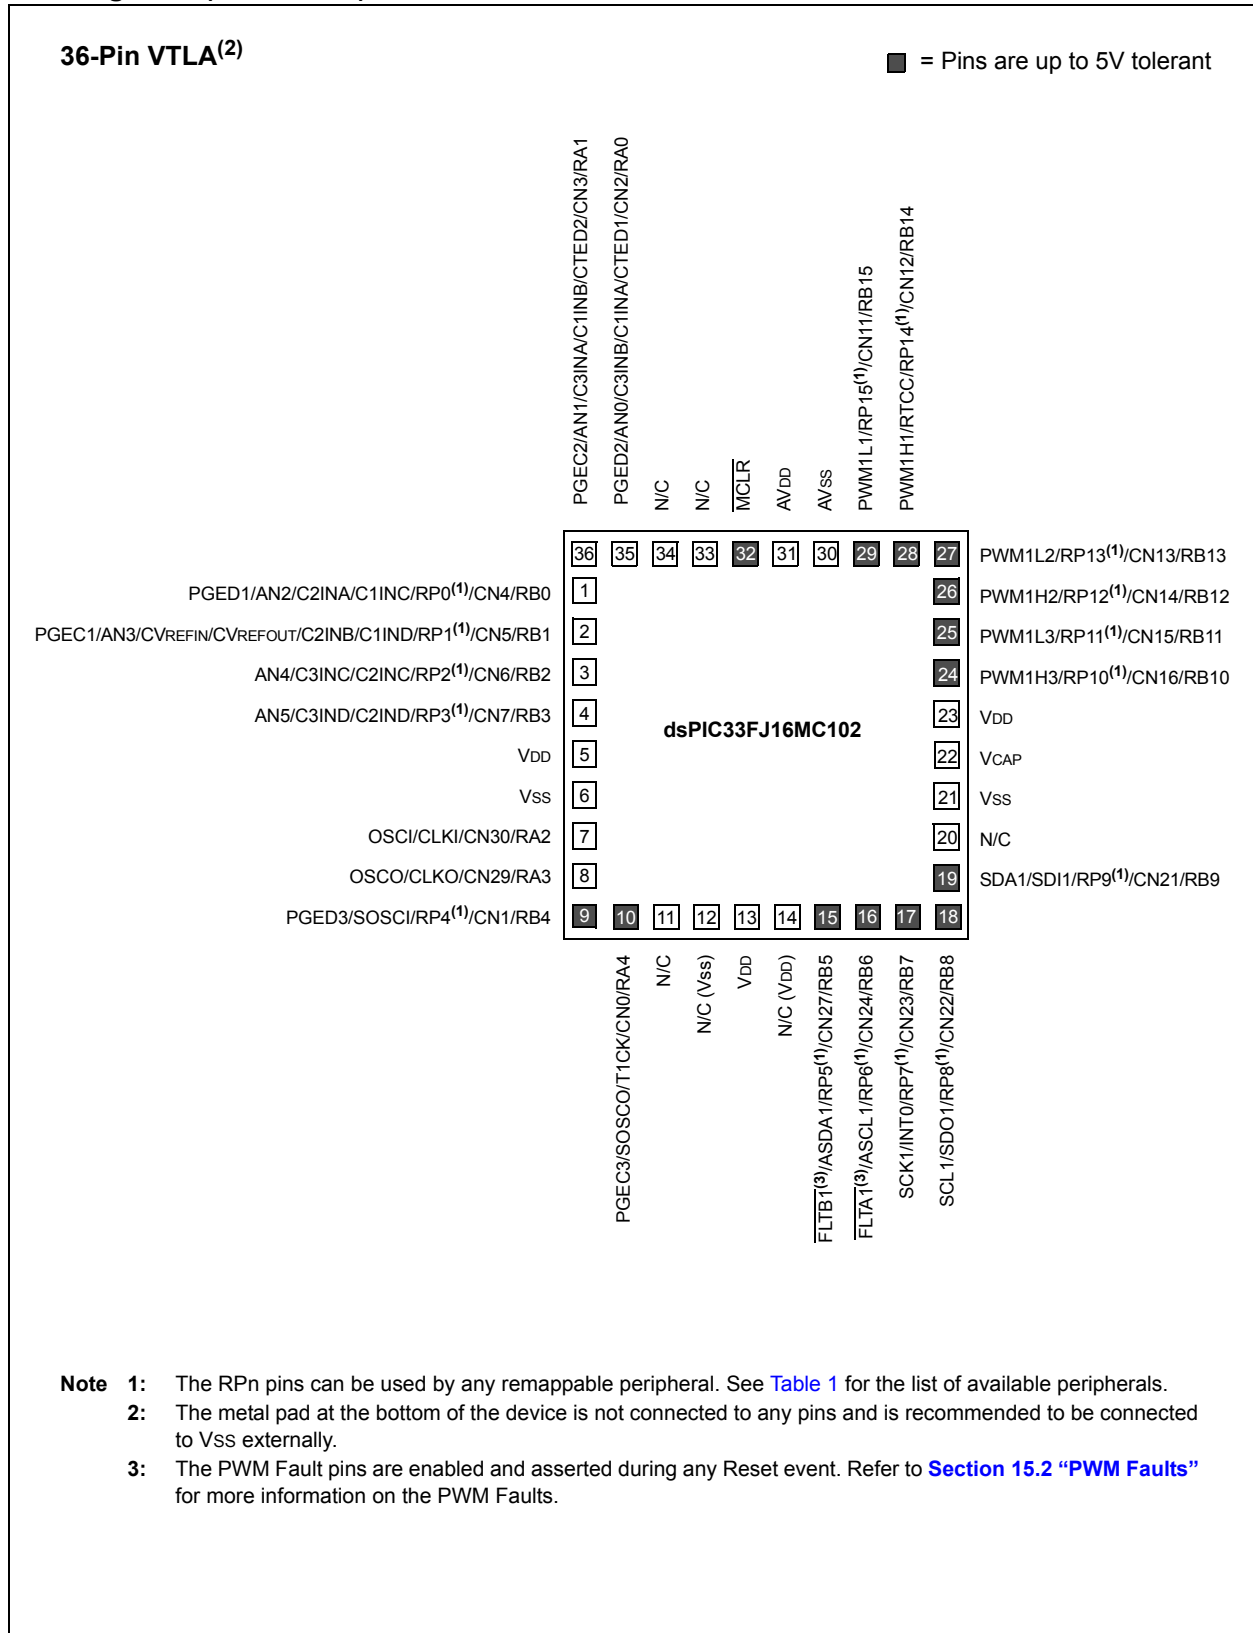 36-Pin VTLA(2)
= Pins are up to 5V tolerant
PGEC2/AN1/C3INA/C1INB/CTED2/CN3/RA1
PGED2/AN0/C3INB/C1INA/CTED1/CN2/RA0
N/C
N/C
MCLR
AVDD
AVSS
PWM1L1/RP15(1)/CN11/RB15
PWM1H1/RTCC/RP14(1)/CN12/RB14
36 35 34 33 32 31 30 29 28 27 PWM1L2/RP13(1)/CN13/RB13
PGED1/AN2/C2INA/C1INC/RP0(1)/CN4/RB0 1 26 PWM1H2/RP12(1)/CN14/RB12
PGEC1/AN3/CVREFIN/CVREFOUT/C2INB/C1IND/RP1(1)/CN5/RB1 2 25 PWM1L3/RP11(1)/CN15/RB11
AN4/C3INC/C2INC/RP2(1)/CN6/RB2 3 24 PWM1H3/RP10(1)/CN16/RB10
AN5/C3IND/C2IND/RP3(1)/CN7/RB3 4 23 VDD
dsPIC33FJ16MC102
VDD 5 22 VCAP
VSS 6 21 VSS
OSCI/CLKI/CN30/RA2 7 20 N/C
OSCO/CLKO/CN29/RA3 8 19 SDA1/SDI1/RP9(1)/CN21/RB9
PGED3/SOSCI/RP4(1)/CN1/RB4 9 10 11 12 13 14 15 16 17 18
PGEC3/SOSCO/T1CK/CN0/RA4
N/C
N/C (Vss)
VDD
N/C (VDD)
FLTB1(3)/ASDA1/RP5(1)/CN27/RB5
FLTA1(3)/ASCL1/RP6(1)/CN24/RB6
SCK1/INT0/RP7(1)/CN23/RB7
SCL1/SDO1/RP8(1)/CN22/RB8
Note 1: The RPn pins can be used by any remappable peripheral. See Table 1 for the list of available peripherals.
2: The metal pad at the bottom of the device is not connected to any pins and is recommended to be connected
to VSS externally.
3: The PWM Fault pins are enabled and asserted during any Reset event. Refer to Section 15.2 “PWM Faults”
for more information on the PWM Faults.